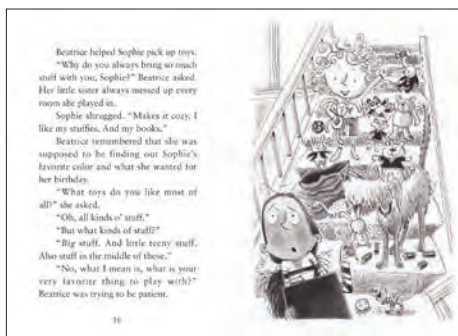 Beatrice helped Sophie pick up toys.
"Why do you always bring so much
stuff with you, Sophie?" Beatrice asked.
Her little sister always messed up every
room she played in.
Sophie shrugged. "Makes it cozy. I
like my stuffies. And my books."
Beatrice remembered that she was
supposed to be finding out Sophie's
favorite color and what she wanted for
her birthday.
"What toys do you like most of
all?" she asked.
"Oh, all kinds o' stuff."
"But what kinds of stuff?"
"Big stuff. And little teeny stuff.
Also stuff in the middle of those."
"No, what I mean is, what is your
very favorite thing to play with?"
Beatrice was trying to be patient.
16